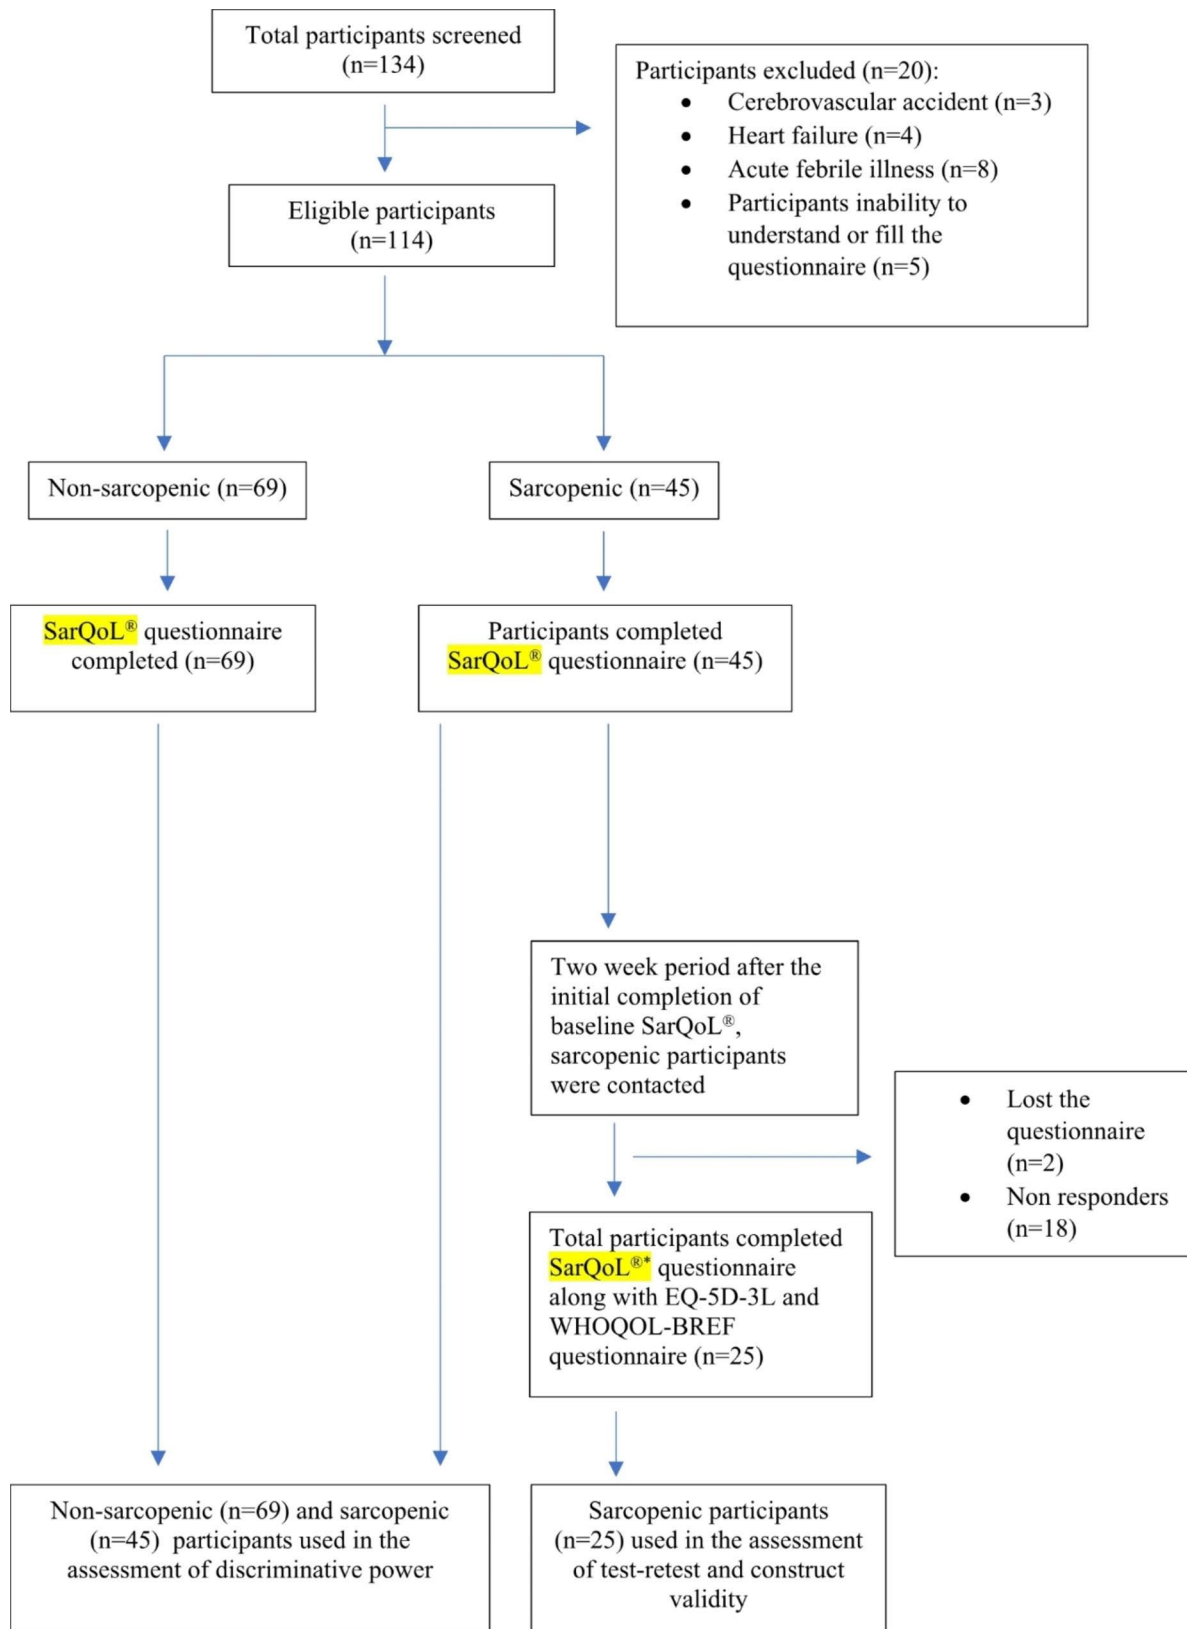 Total participants screened
(n=134)
Participants excluded (n=20):
• Cerebrovascular accident (n=3)
• Heart failure (n=4)
• Acute febrile illness (n=8)
• Participants inability to
understand or fill the
questionnaire (n=5)
Eligible participants
(n=114)
Non-sarcopenic (n=69)
Sarcopenic (n=45)
SarQoL® questionnaire
completed (n=69)
Participants completed
SarQoL® questionnaire (n=45)
Two week period after the
initial completion of
baseline SarQoL®,
sarcopenic participants
were contacted
• Lost the
questionnaire
(n=2)
• Non responders
(n=18)
Total participants completed
SarQoL®* questionnaire
along with EQ-5D-3L and
WHOQOL-BREF
questionnaire (n=25)
Non-sarcopenic (n=69) and sarcopenic
(n=45) participants used in the
assessment of discriminative power
Sarcopenic participants
(n=25) used in the assessment
of test-retest and construct
validity